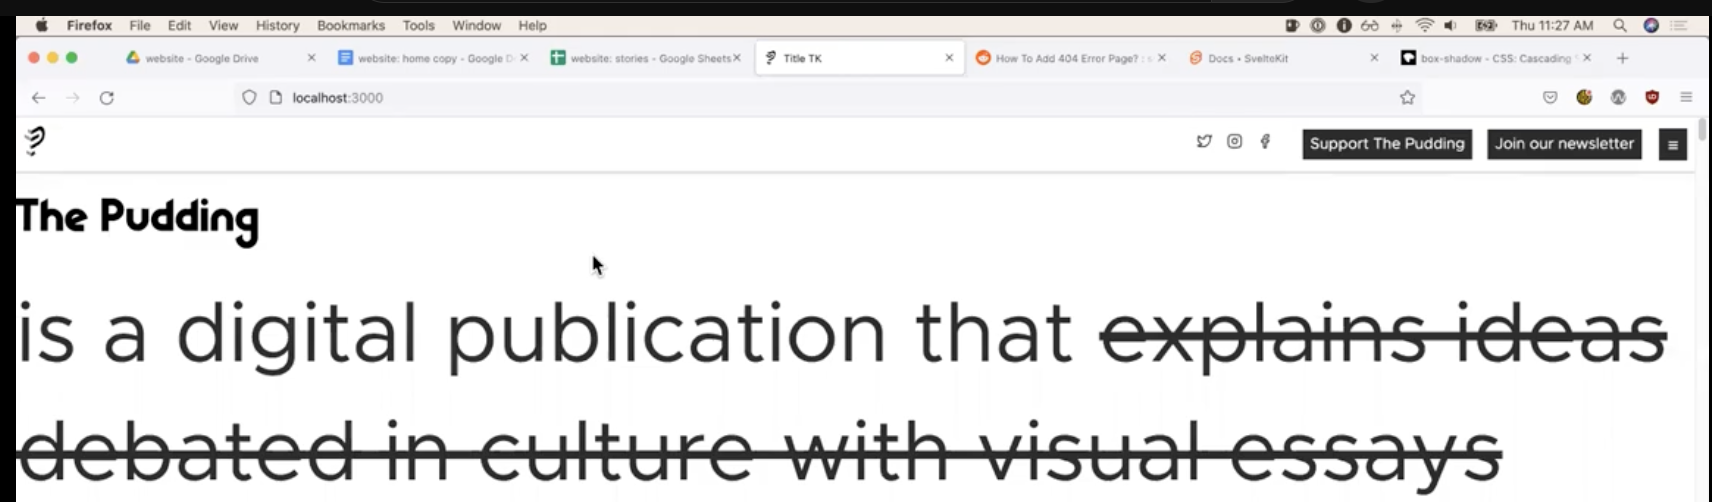 Firefox File Edit View History Bookmarks Tools Window Help Thu 11:27 AM
website - Google Drive website: home copy - Google D website: stories - Google Sheets Title TK How To Add 404 Error Page? : s Docs • SvelteKit box-shadow - CSS: Cascading
localhost:3000
Support The Pudding Join our newsletter
The Pudding
is a digital publication that explains ideas
debated in culture with visual essays